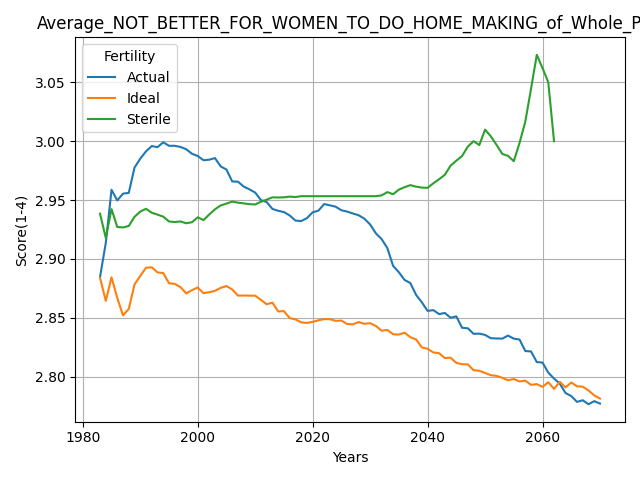 Average_NOT_BETTER_FOR_WOMEN_TO_DO_HOME_MAKING_of_Whole_P
Fertility
Actual
Ideal
Sterile
Score(1-4)
3.05
3.00
2.95
2.90
2.85
2.80
1980 2000 2020 2040 2060
Years